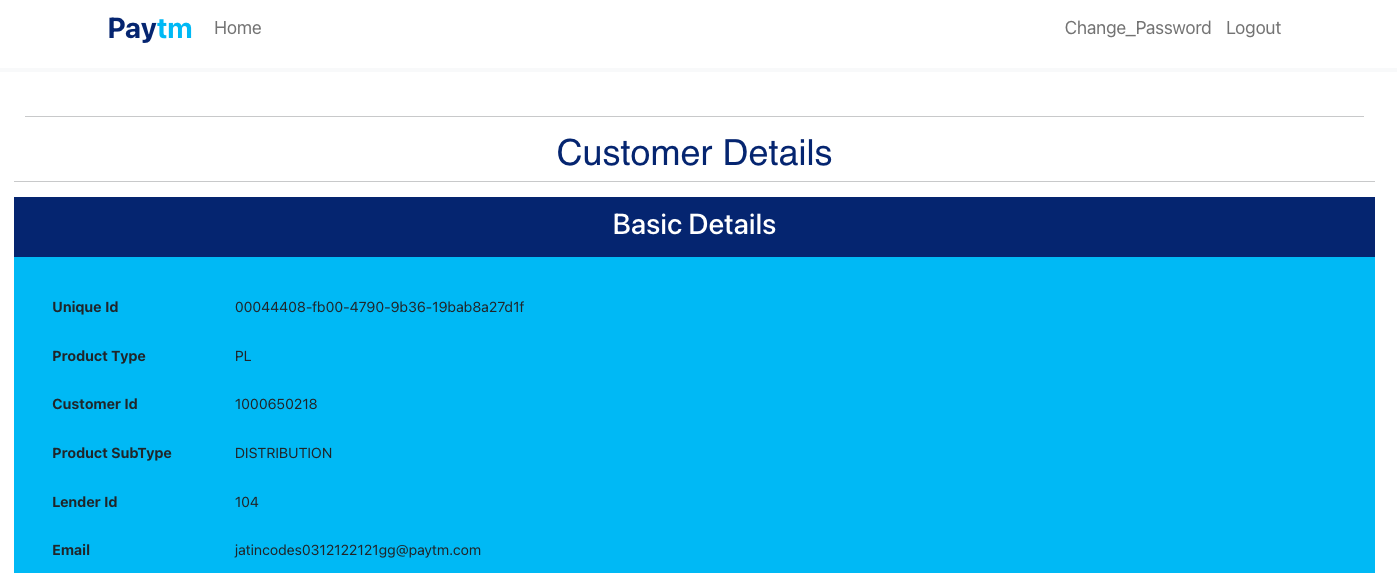 Paytm Home Change_Password Logout
Customer Details
Basic Details
Unique Id 00044408-fb00-4790-9b36-19bab8a27d1f
Product Type PL
Customer Id 1000650218
Product SubType DISTRIBUTION
Lender Id 104
Email jatincodes0312122121gg@paytm.com